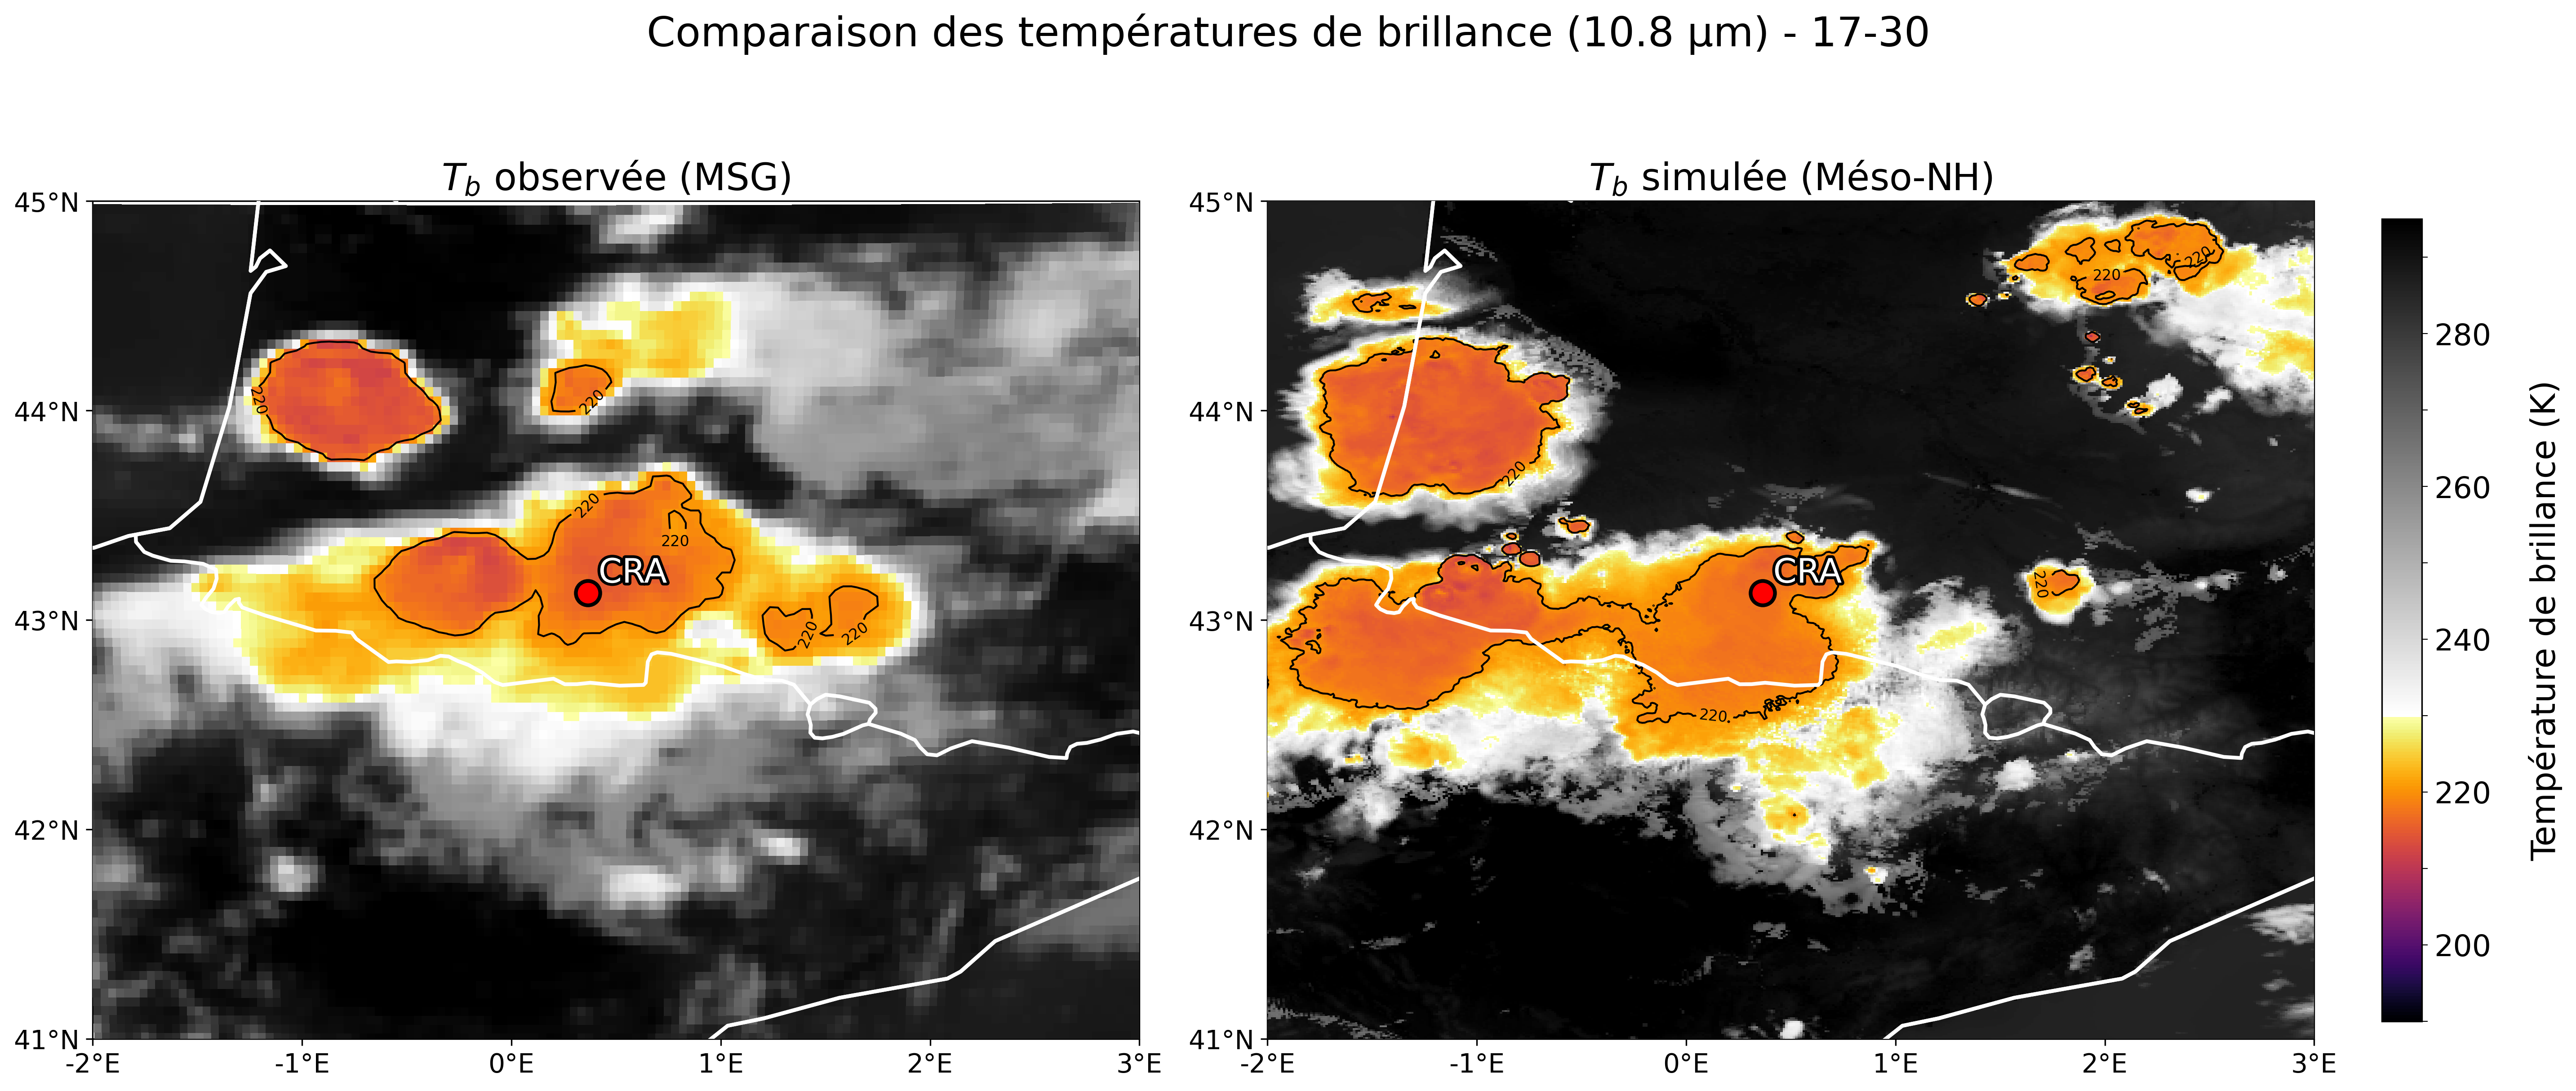 Comparaison des températures de brillance (10.8 µm) - 17-30
T_b observée (MSG)
45°N
44°N
43°N
42°N
41°N
-2°E -1°E 0°E 1°E 2°E 3°E
220
220
220
220
220
220
CRA
T_b simulée (Méso-NH)
45°N
44°N
43°N
42°N
41°N
-2°E -1°E 0°E 1°E 2°E 3°E
220
220
220
220
220
CRA
280
260
240
220
200
Température de brillance (K)